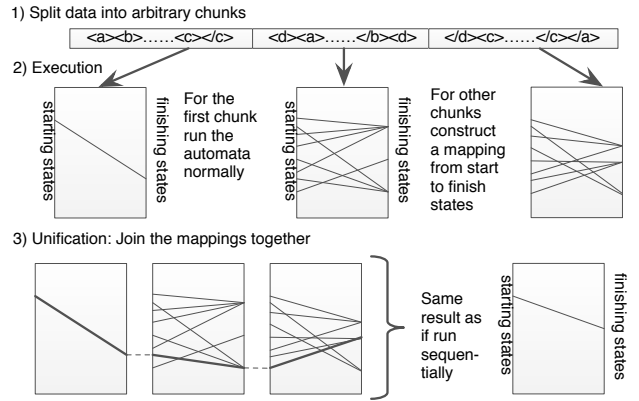 1) Split data into arbitrary chunks
<a><b>......<c></c>
<d><a>......</b><d>
</d><c>......</c></a>
2) Execution
starting states
finishing states
For the
first chunk
run the
automata
normally
starting states
finishing states
For other
chunks
construct
a mapping
from start
to finish
states
3) Unification: Join the mappings together
Same
result as
if run
sequen-
tially
starting states
finishing states